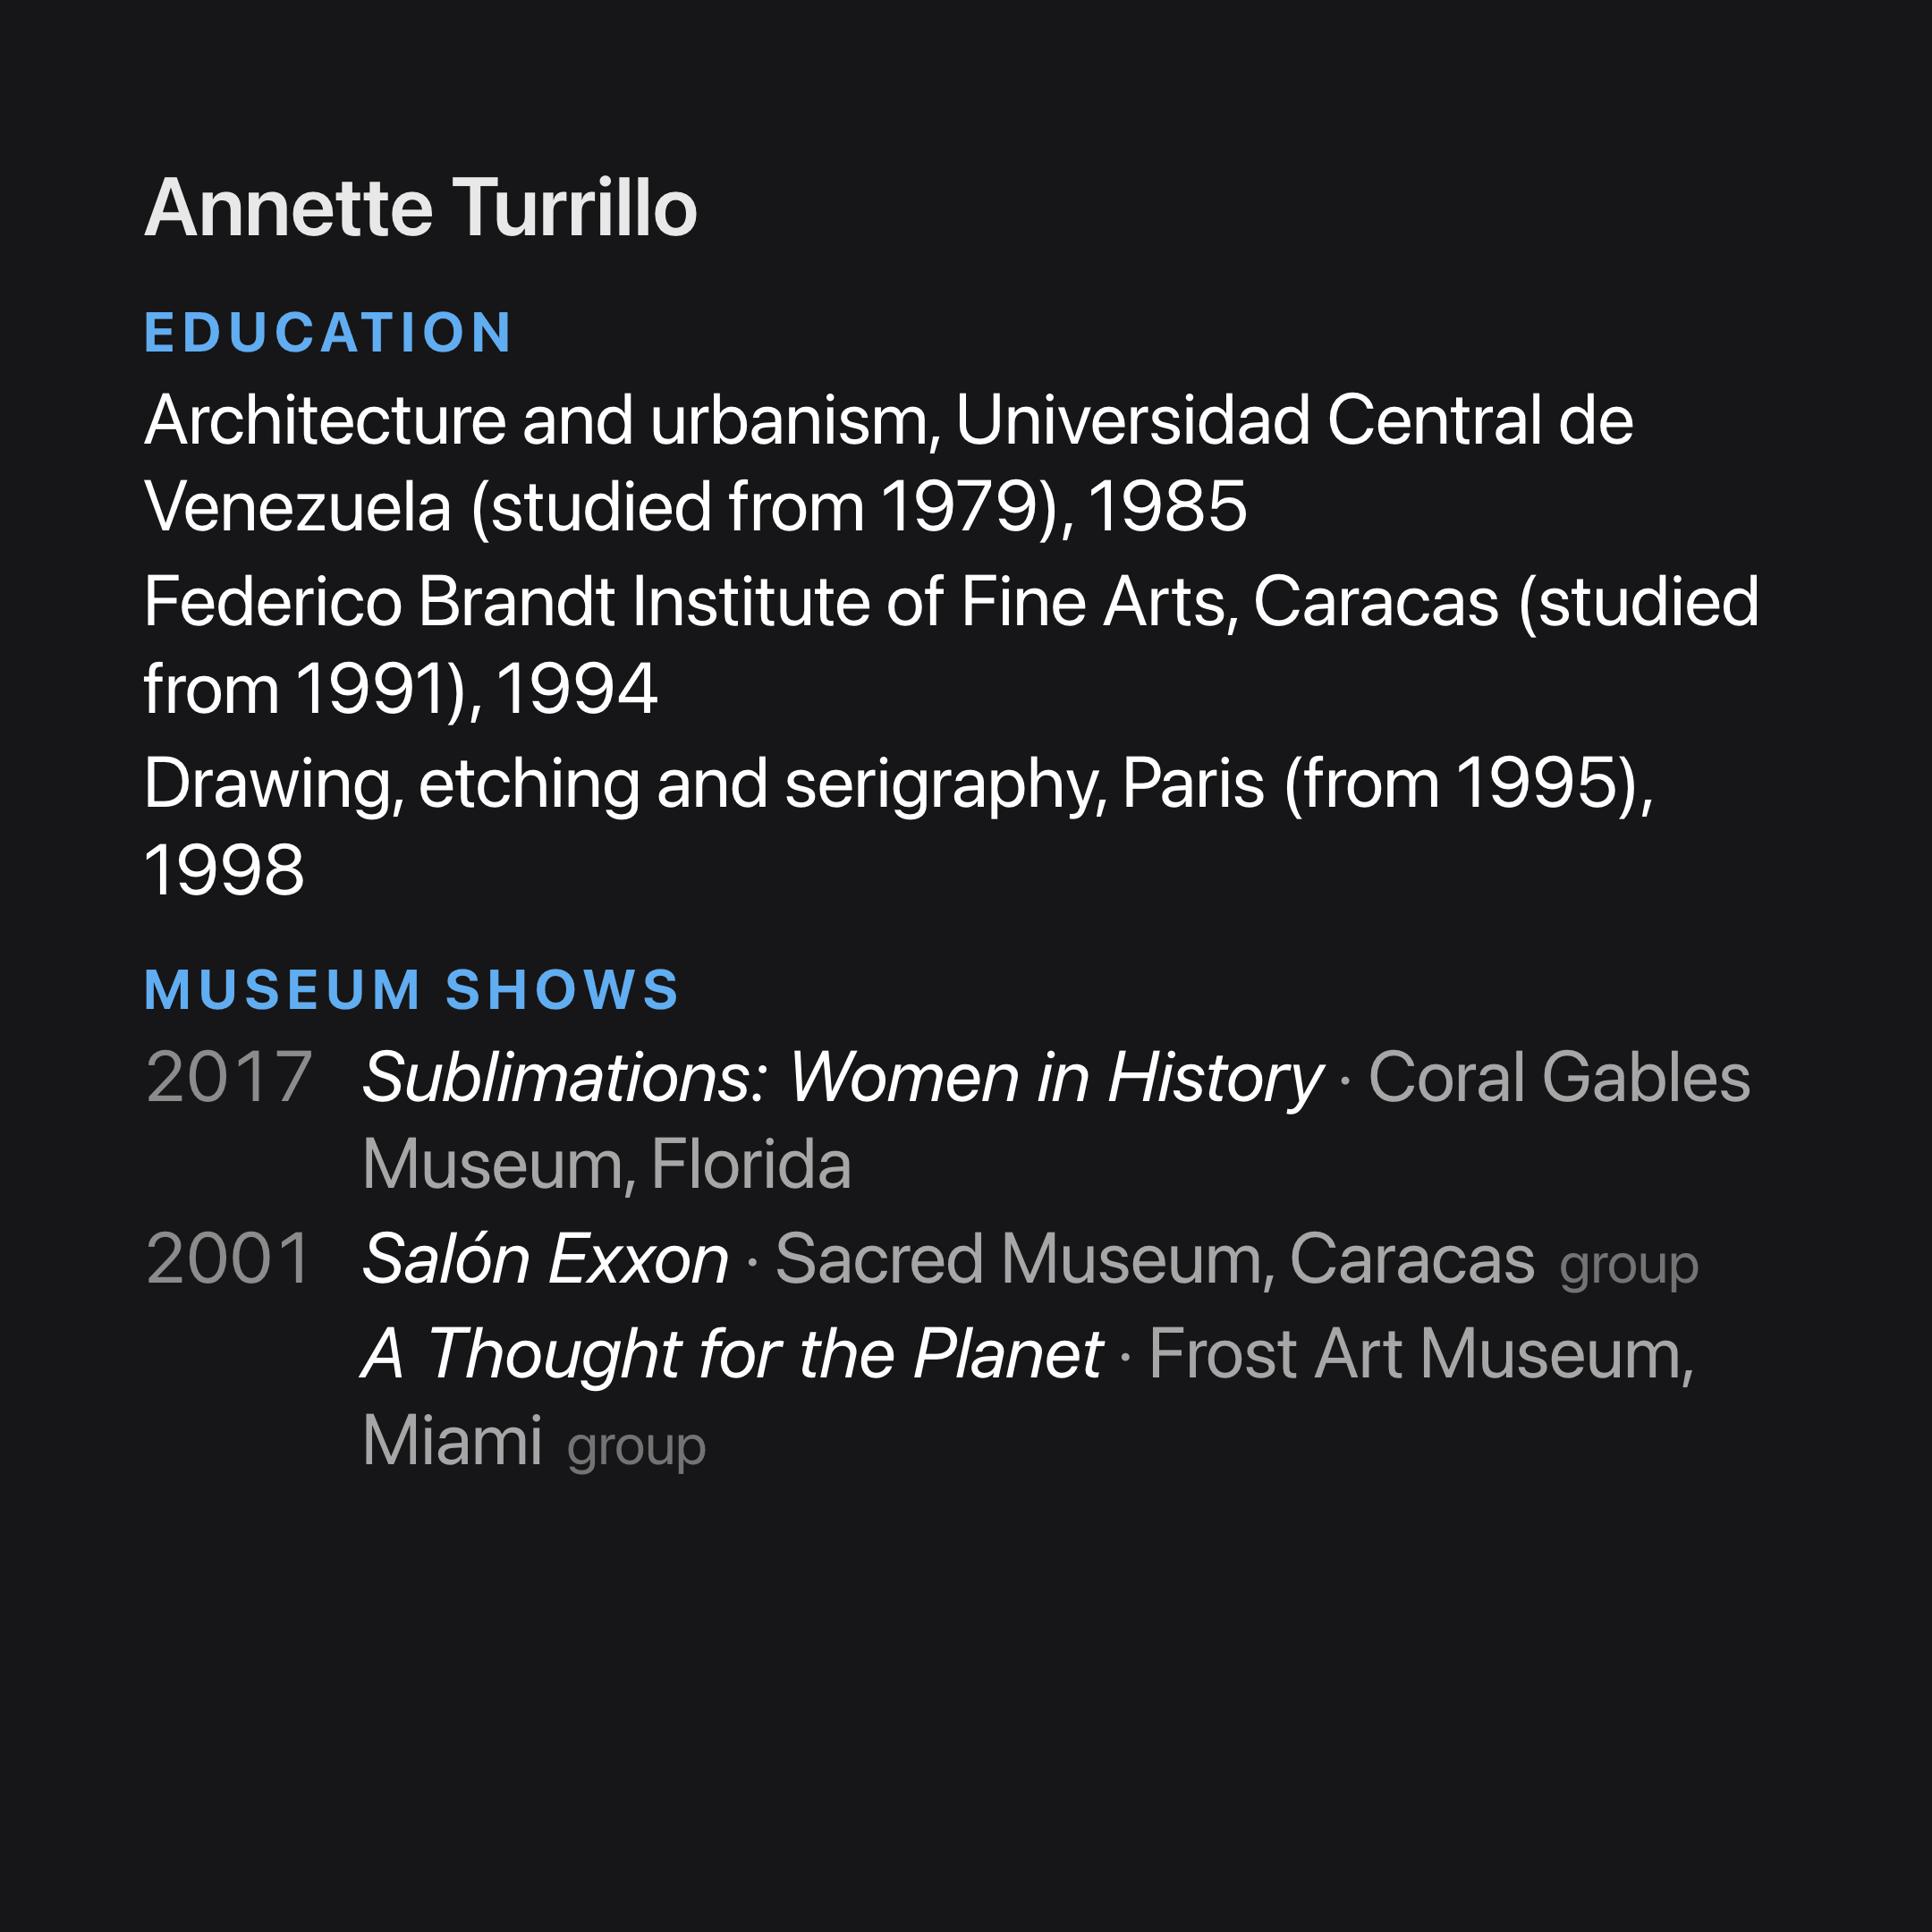 Annette Turrillo
EDUCATION
Architecture and urbanism, Universidad Central de
Venezuela (studied from 1979), 1985
Federico Brandt Institute of Fine Arts, Caracas (studied
from 1991), 1994
Drawing, etching and serigraphy, Paris (from 1995),
1998
MUSEUM SHOWS
2017 Sublimations: Women in History · Coral Gables
Museum, Florida
2001 Salón Exxon · Sacred Museum, Caracas group
A Thought for the Planet · Frost Art Museum,
Miami group